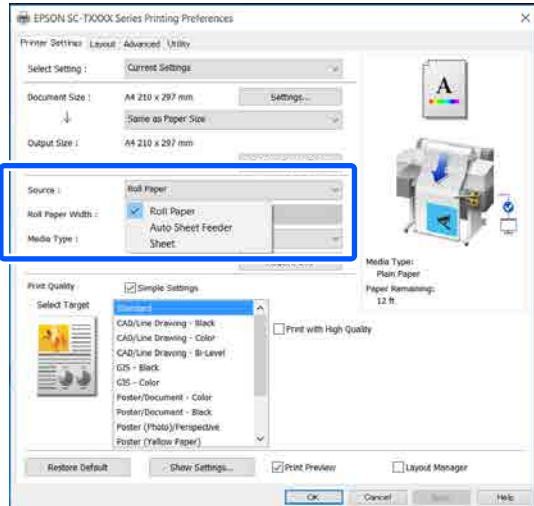 EPSON SC-TXXXX Series Printing Preferences
Printer Settings Layout Advanced Utility
Select Setting : Current Settings
Document Size : A4 210 x 297 mm Settings...
Same as Paper Size
Output Size : A4 210 x 297 mm
Source : Roll Paper
Roll Paper
Auto Sheet Feeder
Sheet
Roll Paper Width :
Media Type :
Media Type:
Plain Paper
Paper Remaining:
12 ft.
Print Quality Simple Settings
Select Target
Standard
CAD/Line Drawing - Black
CAD/Line Drawing - Color
CAD/Line Drawing - Bi-Level
GIS - Black
GIS - Color
Poster/Document - Color
Poster/Document - Black
Poster (Photo)/Perspective
Poster (Yellow Paper)
Print with High Quality
Restore Default Show Settings... Print Preview Layout Manager
OK Cancel Help
A
A